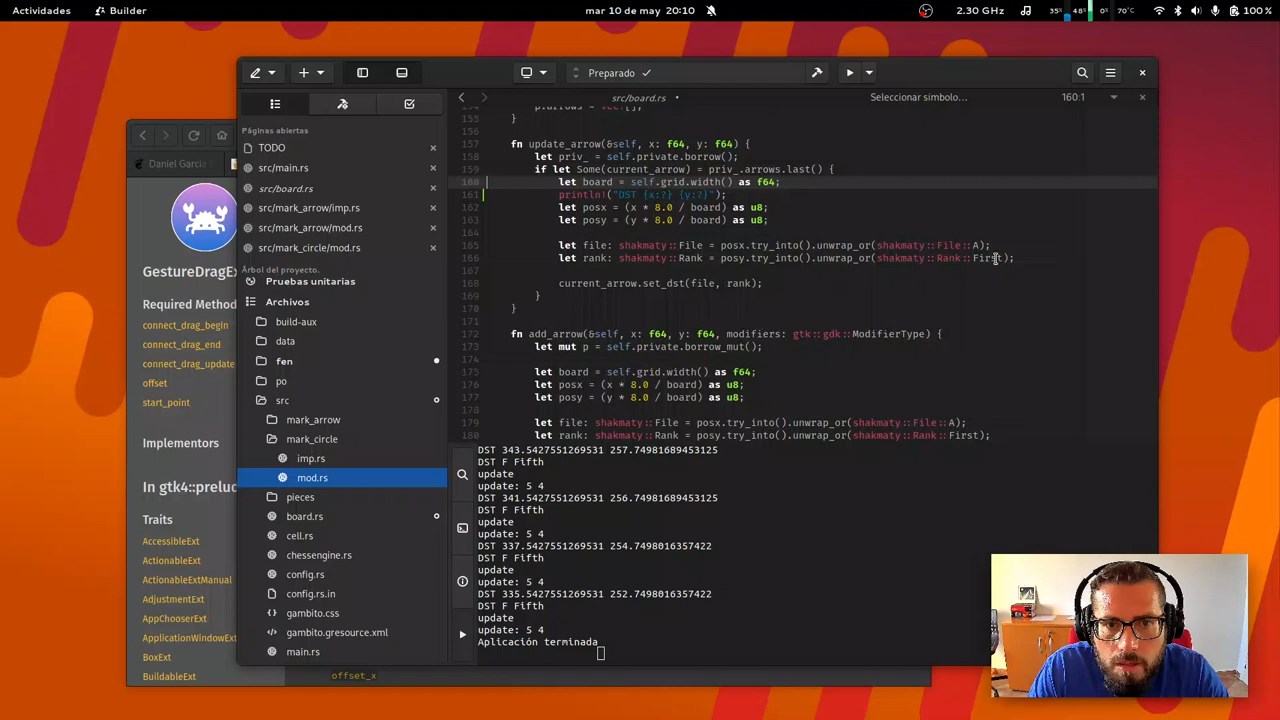 Actividades
Builder
mar 10 de may 20:10
2.30 GHz
35%
48%
0%
70°C
100 %
Preparado
src/board.rs
Seleccionar símbolo…
160:1
Páginas abiertas
TODO
src/main.rs
src/board.rs
src/mark_arrow/imp.rs
src/mark_arrow/mod.rs
src/mark_circle/mod.rs
Árbol del proyecto.
Pruebas unitarias
Archivos
build-aux
data
fen
po
src
mark_arrow
mark_circle
imp.rs
mod.rs
pieces
board.rs
cell.rs
chessengine.rs
config.rs
config.rs.in
gambito.css
gambito.gresource.xml
main.rs
155 }
156
157 fn update_arrow(&self, x: f64, y: f64) {
158 let priv_ = self.private.borrow();
159 if let Some(current_arrow) = priv_.arrows.last() {
160 let board = self.grid.width() as f64;
161 println!("DST {x:?} {y:?}");
162 let posx = (x * 8.0 / board) as u8;
163 let posy = (y * 8.0 / board) as u8;
164
165 let file: shakmaty::File = posx.try_into().unwrap_or(shakmaty::File::A);
166 let rank: shakmaty::Rank = posy.try_into().unwrap_or(shakmaty::Rank::First);
167
168 current_arrow.set_dst(file, rank);
169 }
170 }
171
172 fn add_arrow(&self, x: f64, y: f64, modifiers: gtk::gdk::ModifierType) {
173 let mut p = self.private.borrow_mut();
174
175 let board = self.grid.width() as f64;
176 let posx = (x * 8.0 / board) as u8;
177 let posy = (y * 8.0 / board) as u8;
178
179 let file: shakmaty::File = posx.try_into().unwrap_or(shakmaty::File::A);
180 let rank: shakmaty::Rank = posy.try_into().unwrap_or(shakmaty::Rank::First);
DST 343.5427551269531 257.74981689453125
DST F Fifth
update
update: 5 4
DST 341.5427551269531 256.74981689453125
DST F Fifth
update
update: 5 4
DST 337.5427551269531 254.7498016357422
DST F Fifth
update
update: 5 4
DST 335.5427551269531 252.7498016357422
DST F Fifth
update
update: 5 4
Aplicación terminada
Daniel García
GestureDragEx
Required Method
connect_drag_begin
connect_drag_end
connect_drag_update
offset
start_point
Implementors
In gtk4::prelud
Traits
AccessibleExt
ActionableExt
ActionableExtManual
AdjustmentExt
AppChooserExt
ApplicationWindowExt
BoxExt
BuildableExt
offset_x